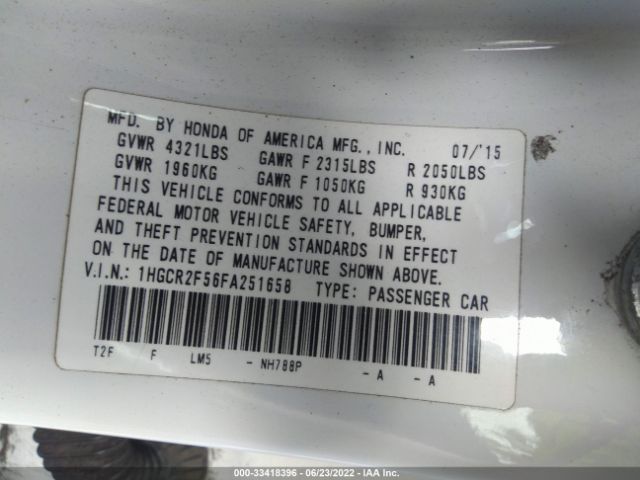 MFD. BY HONDA OF AMERICA MFG., INC. 07/'15
GVWR 4321LBS GAWR F 2315LBS R 2050LBS
GVWR 1960KG GAWR F 1050KG R 930KG
THIS VEHICLE CONFORMS TO ALL APPLICABLE
FEDERAL MOTOR VEHICLE SAFETY, BUMPER,
AND THEFT PREVENTION STANDARDS IN EFFECT
ON THE DATE OF MANUFACTURE SHOWN ABOVE.
V.I.N.: 1HGCR2F56FA251658 TYPE: PASSENGER CAR
T2F F LM5 - NH788P - A - A
000-33418396 - 06/23/2022 - IAA Inc.